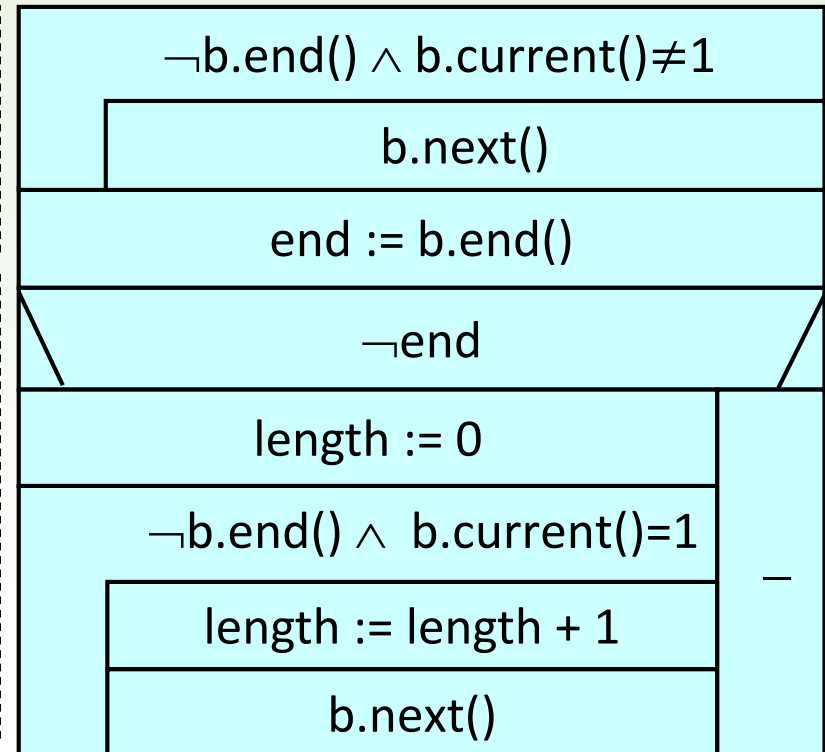 ¬b.end() ∧ b.current()≠1
b.next()
end := b.end()
¬end
length := 0
¬b.end() ∧ b.current()=1
–
length := length + 1
b.next()